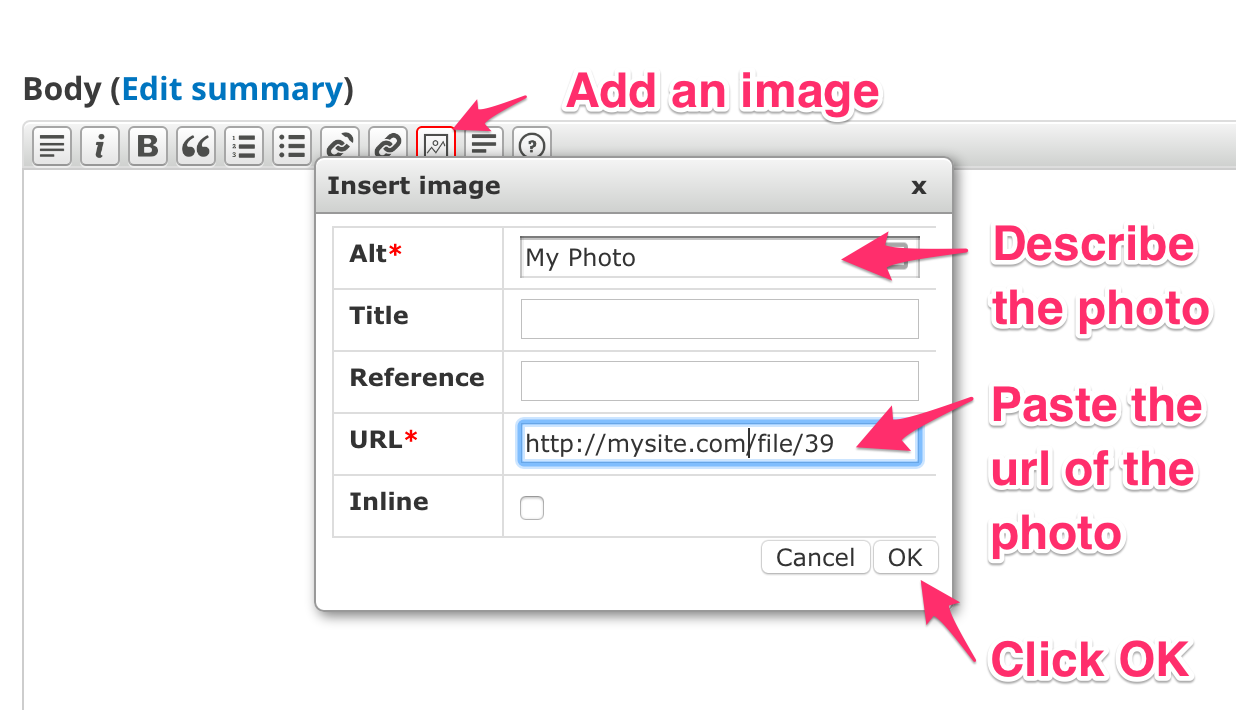 Body (Edit summary)
Add an image
i B “ ?
Insert image x
Alt* My Photo
Describe
the photo
Title
Reference
Paste the
url of the
photo
URL* http://mysite.com/file/39
Inline
Cancel OK
Click OK